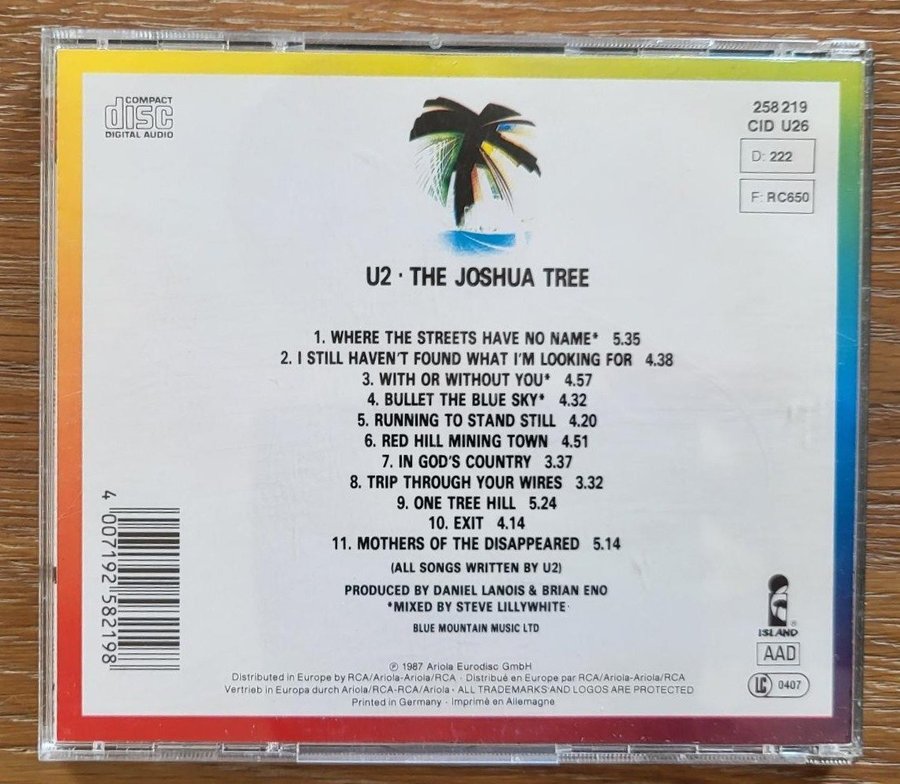 COMPACT
disc
DIGITAL AUDIO
258 219
CID U26
D: 222
F: RC650
U2 · THE JOSHUA TREE
1. WHERE THE STREETS HAVE NO NAME* 5.35
2. I STILL HAVEN'T FOUND WHAT I'M LOOKING FOR 4.38
3. WITH OR WITHOUT YOU* 4.57
4. BULLET THE BLUE SKY* 4.32
5. RUNNING TO STAND STILL 4.20
6. RED HILL MINING TOWN 4.51
7. IN GOD'S COUNTRY 3.37
8. TRIP THROUGH YOUR WIRES 3.32
9. ONE TREE HILL 5.24
10. EXIT 4.14
11. MOTHERS OF THE DISAPPEARED 5.14
(ALL SONGS WRITTEN BY U2)
PRODUCED BY DANIEL LANOIS & BRIAN ENO
*MIXED BY STEVE LILLYWHITE·
BLUE MOUNTAIN MUSIC LTD
4 007192 582198
ISLAND®
AAD
LC 0407
℗ 1987 Ariola Eurodisc GmbH
Distributed in Europe by RCA/Ariola-Ariola/RCA · Distribué en Europe par RCA/Ariola-Ariola/RCA
Vertrieb in Europa durch Ariola/RCA-RCA/Ariola · ALL TRADEMARKS AND LOGOS ARE PROTECTED
Printed in Germany · Imprimé en Allemagne